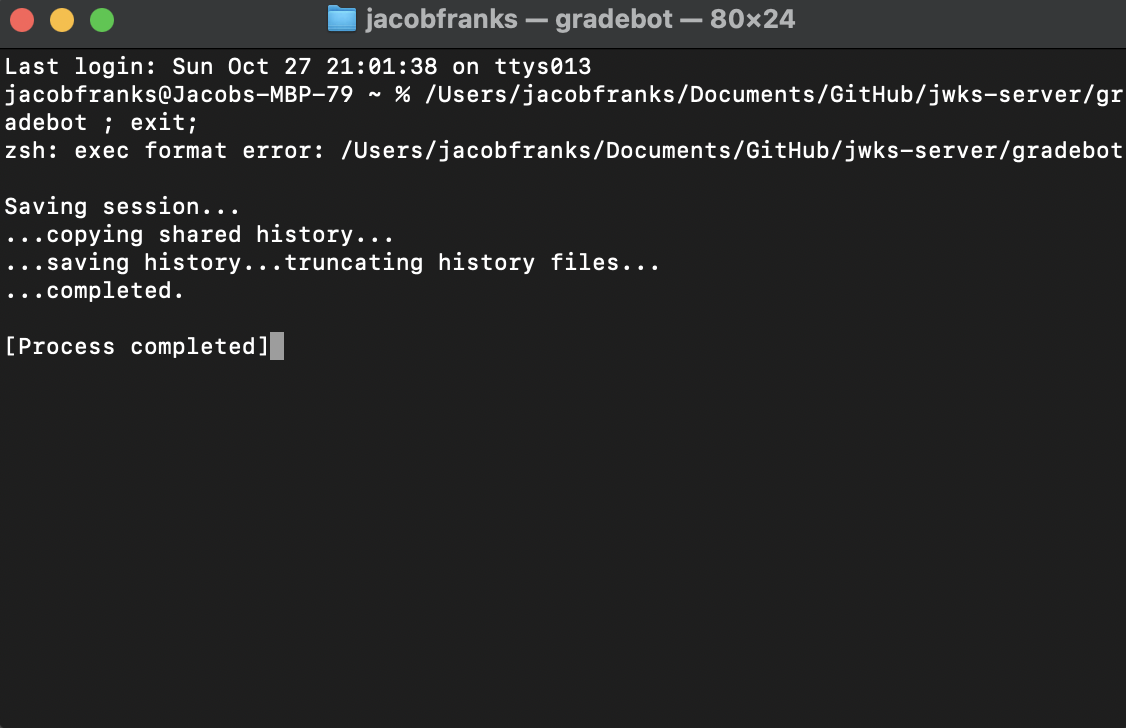 jacobfranks — gradebot — 80×24
Last login: Sun Oct 27 21:01:38 on ttys013
jacobfranks@Jacobs-MBP-79 ~ % /Users/jacobfranks/Documents/GitHub/jwks-server/gr
adebot ; exit;
zsh: exec format error: /Users/jacobfranks/Documents/GitHub/jwks-server/gradebot
Saving session...
...copying shared history...
...saving history...truncating history files...
...completed.
[Process completed]